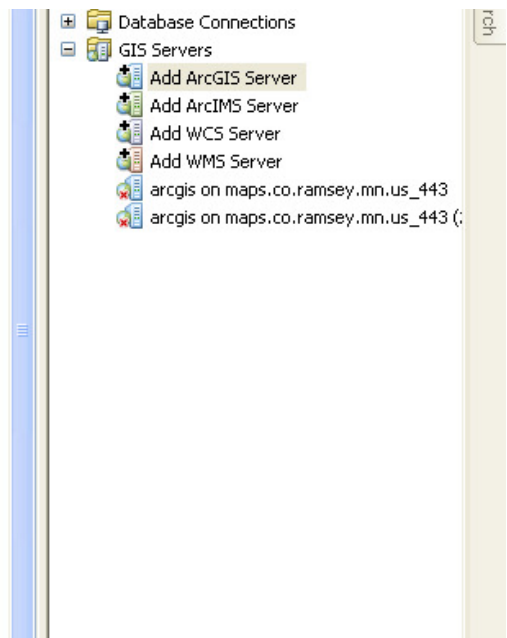 Database Connections
GIS Servers
Add ArcGIS Server
Add ArcIMS Server
Add WCS Server
Add WMS Server
arcgis on maps.co.ramsey.mn.us_443
arcgis on maps.co.ramsey.mn.us_443 (
rch